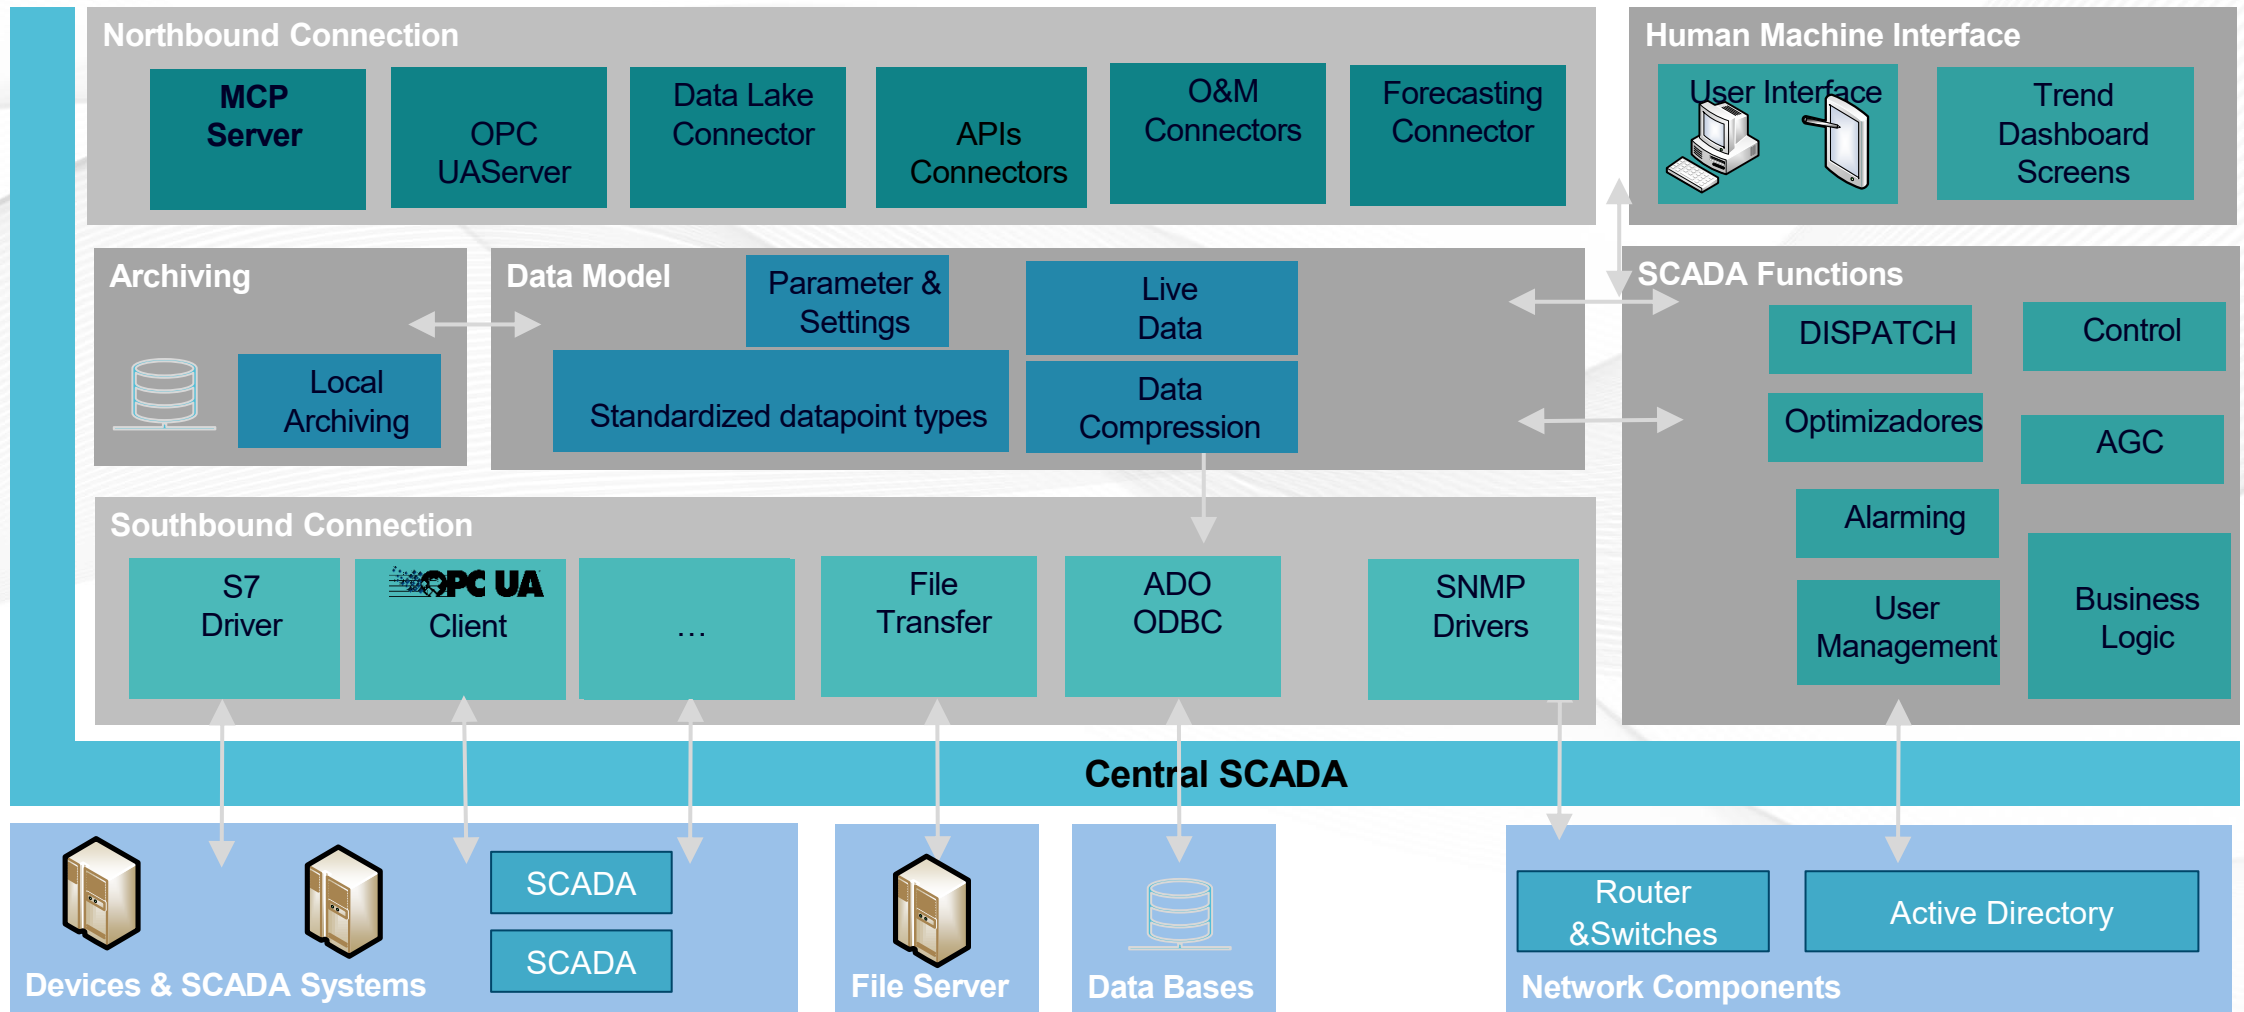 Northbound Connection
MCP
Server
OPC
UAServer
Data Lake
Connector
APIs
Connectors
O&M
Connectors
Forecasting
Connector
Human Machine Interface
User Interface
Trend
Dashboard
Screens
Archiving
Local
Archiving
Data Model
Parameter &
Settings
Standardized datapoint types
Live
Data
Data
Compression
SCADA Functions
DISPATCH
Control
Optimizadores
AGC
Alarming
User
Management
Business
Logic
Southbound Connection
S7
Driver
OPC UA
Client
...
File
Transfer
ADO
ODBC
SNMP
Drivers
Central SCADA
SCADA
SCADA
Devices & SCADA Systems
File Server
Data Bases
Router
&Switches
Active Directory
Network Components